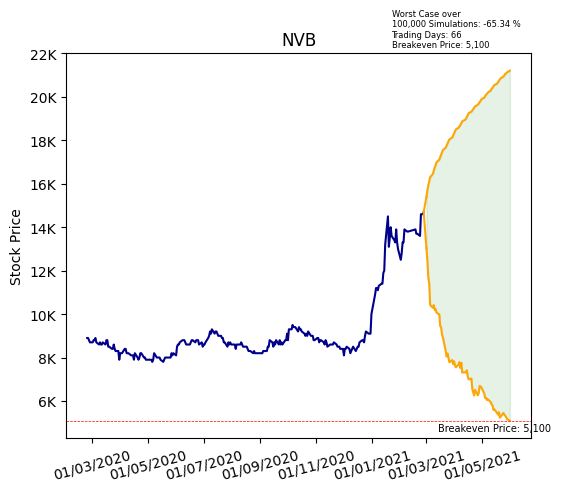 Worst Case over
100,000 Simulations: -65.34 %
Trading Days: 66
Breakeven Price: 5,100
NVB
22K
20K
18K
16K
14K
12K
10K
8K
6K
Stock Price
Breakeven Price: 5,100
01/03/2020 01/05/2020 01/07/2020 01/09/2020 01/11/2020 01/01/2021 01/03/2021 01/05/2021